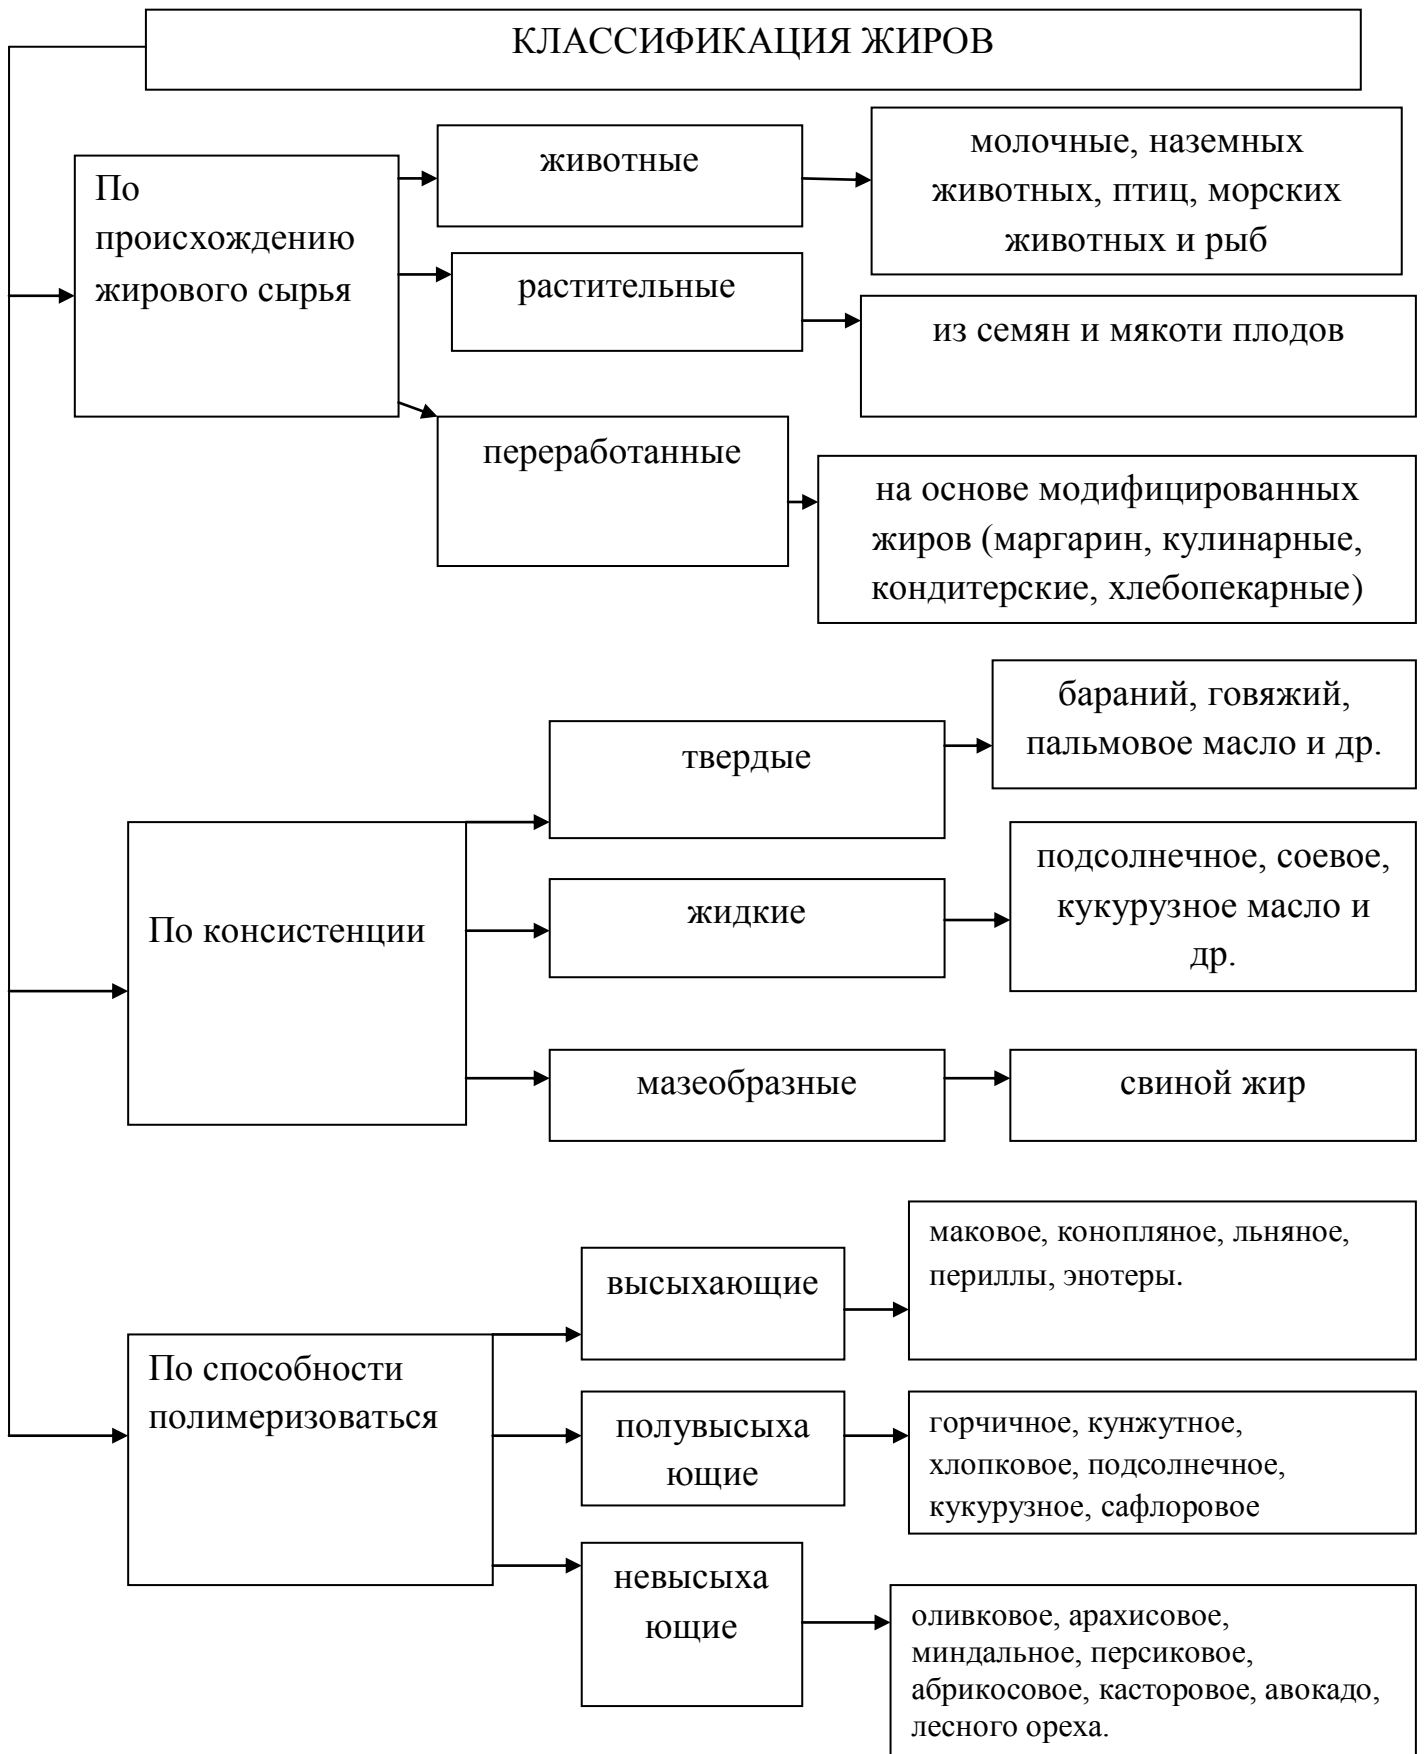 КЛАССИФИКАЦИЯ ЖИРОВ
По
происхождению
жирового сырья
животные
молочные, наземных
животных, птиц, морских
животных и рыб
растительные
из семян и мякоти плодов
переработанные
на основе модифицированных
жиров (маргарин, кулинарные,
кондитерские, хлебопекарные)
По консистенции
твердые
бараний, говяжий,
пальмовое масло и др.
жидкие
подсолнечное, соевое,
кукурузное масло и
др.
мазеобразные
свиной жир
По способности
полимеризоваться
высыхающие
маковое, конопляное, льняное,
периллы, энотеры.
полувысыха
ющие
горчичное, кунжутное,
хлопковое, подсолнечное,
кукурузное, сафлоровое
невысыха
ющие
оливковое, арахисовое,
миндальное, персиковое,
абрикосовое, касторовое, авокадо,
лесного ореха.